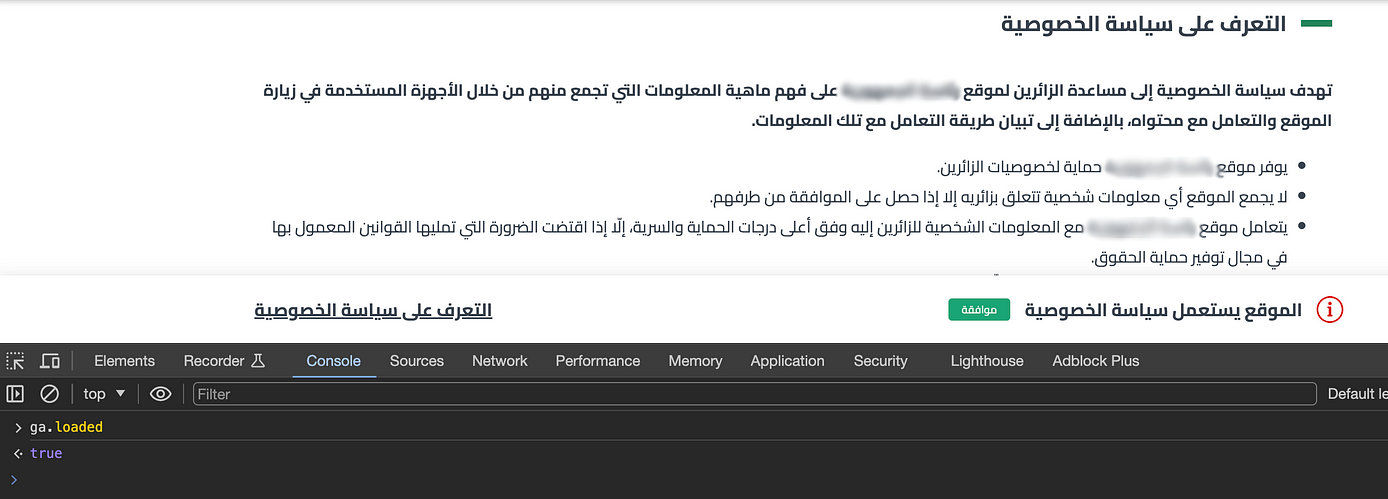 التعرف على سياسة الخصوصية
تهدف سياسة الخصوصية إلى مساعدة الزائرين لموقع على فهم ماهية المعلومات التي تجمع منهم من خلال الأجهزة المستخدمة في زيارة
الموقع والتعامل مع محتواه، بالإضافة إلى تبيان طريقة التعامل مع تلك المعلومات.
يوفر موقع حماية لخصوصيات الزائرين.
لا يجمع الموقع أي معلومات شخصية تتعلق بزائريه إلا إذا حصل على الموافقة من طرفهم.
يتعامل موقع مع المعلومات الشخصية للزائرين إليه وفق أعلى درجات الحماية والسرية، إلّا إذا اقتضت الضرورة التي تمليها القوانين المعمول بها
في مجال توفير حماية الحقوق.
الموقع يستعمل سياسة الخصوصية موافقة التعرف على سياسة الخصوصية
Elements Recorder Console Sources Network Performance Memory Application Security Lighthouse Adblock Plus
top Filter Default le
ga.loaded
true